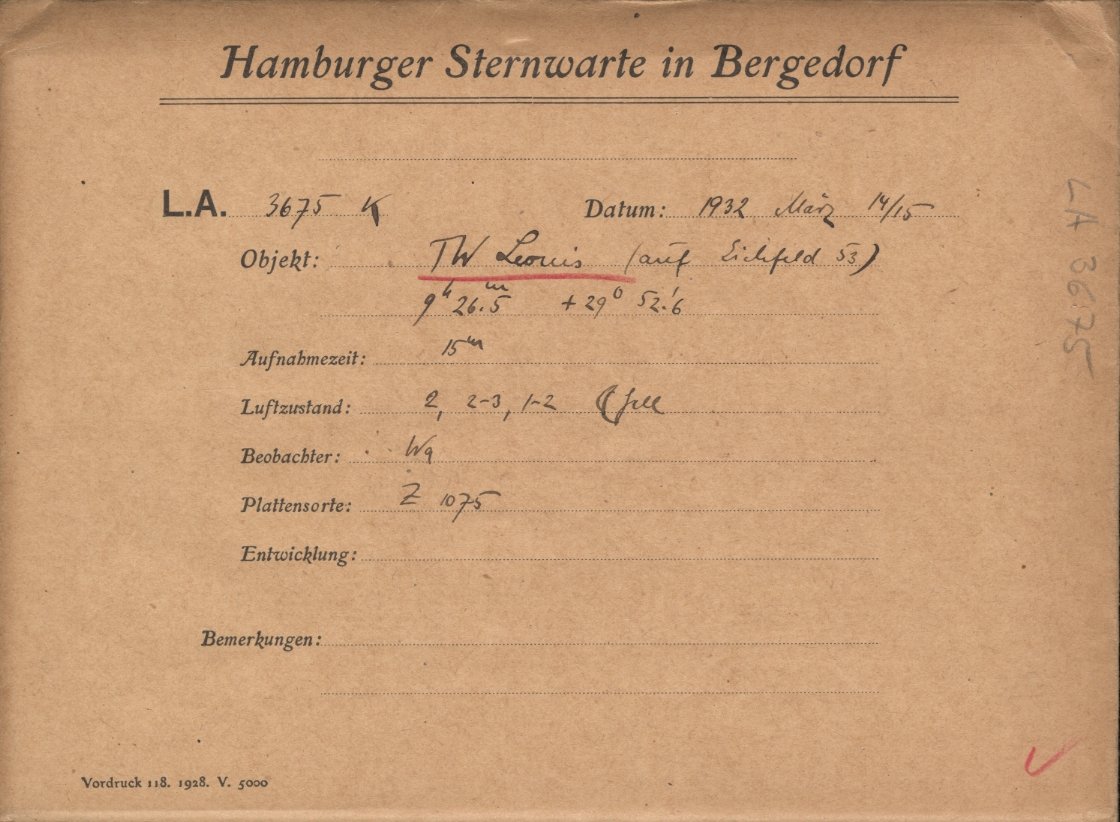 Hamburger Sternwarte in Bergedorf
L.A. 3675 K Datum: 1932 März 14/15
Objekt: TW Leonis (auf Eichfeld 53)
9h 26.m5 + 29° 52.'6
Aufnahmezeit: 15m
Luftzustand: 2, 2-3, 1-2
Beobachter: Wa
Plattensorte: Z 1075
Entwicklung:
Bemerkungen:
Vordruck 118. 1928. V. 5000
LA 3675